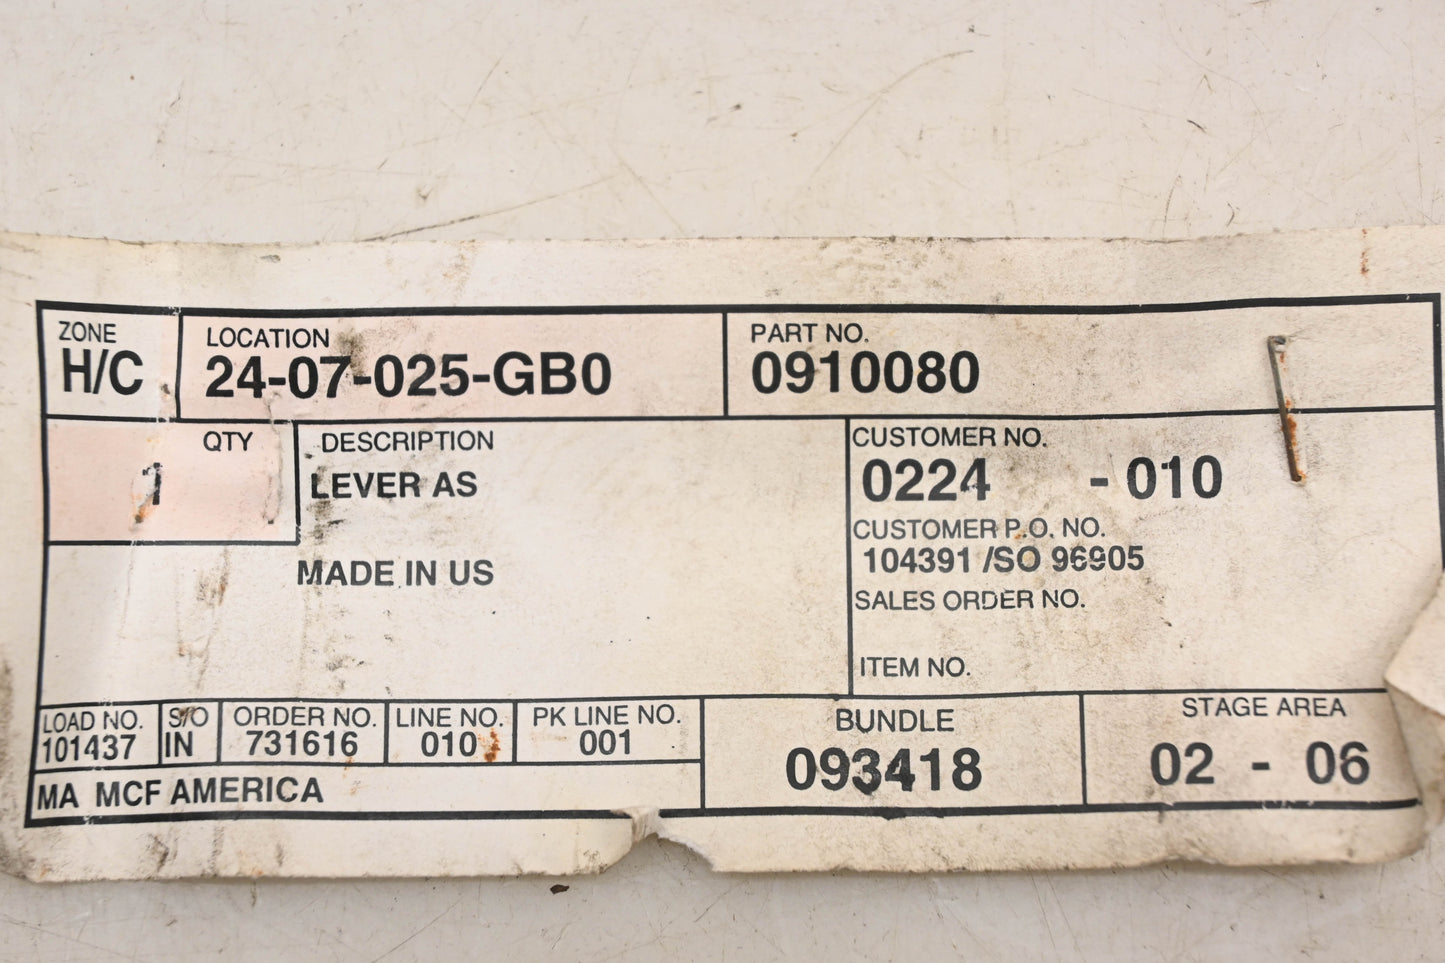 ZONE
H/C
LOCATION
24-07-025-GB0
PART NO.
0910080
QTY
1
DESCRIPTION
LEVER AS
MADE IN US
CUSTOMER NO.
0224 - 010
CUSTOMER P.O. NO.
104391 /SO 96905
SALES ORDER NO.
ITEM NO.
LOAD NO.
101437
S/O
IN
ORDER NO.
731616
LINE NO.
010
PK LINE NO.
001
MA MCF AMERICA
BUNDLE
093418
STAGE AREA
02 - 06